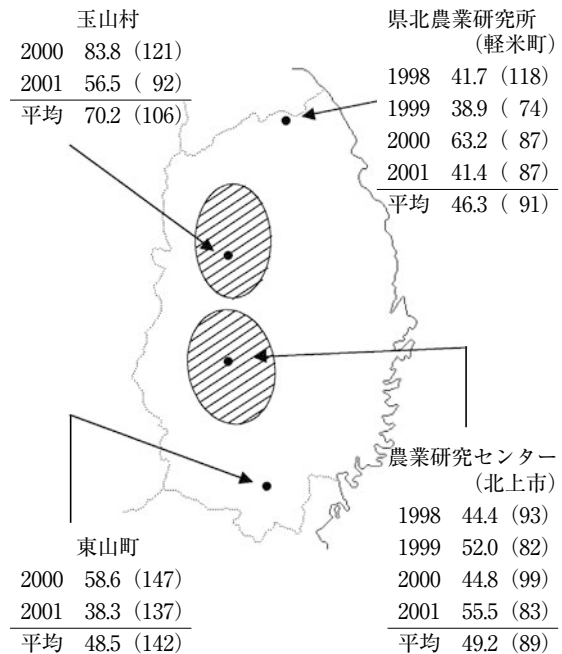 玉山村
2000 83.8 (121)
2001 56.5 ( 92)
平均 70.2 (106)
県北農業研究所
(軽米町)
1998 41.7 (118)
1999 38.9 ( 74)
2000 63.2 ( 87)
2001 41.4 ( 87)
平均 46.3 ( 91)
東山町
2000 58.6 (147)
2001 38.3 (137)
平均 48.5 (142)
農業研究センター
(北上市)
1998 44.4 (93)
1999 52.0 (82)
2000 44.8 (99)
2001 55.5 (83)
平均 49.2 (89)